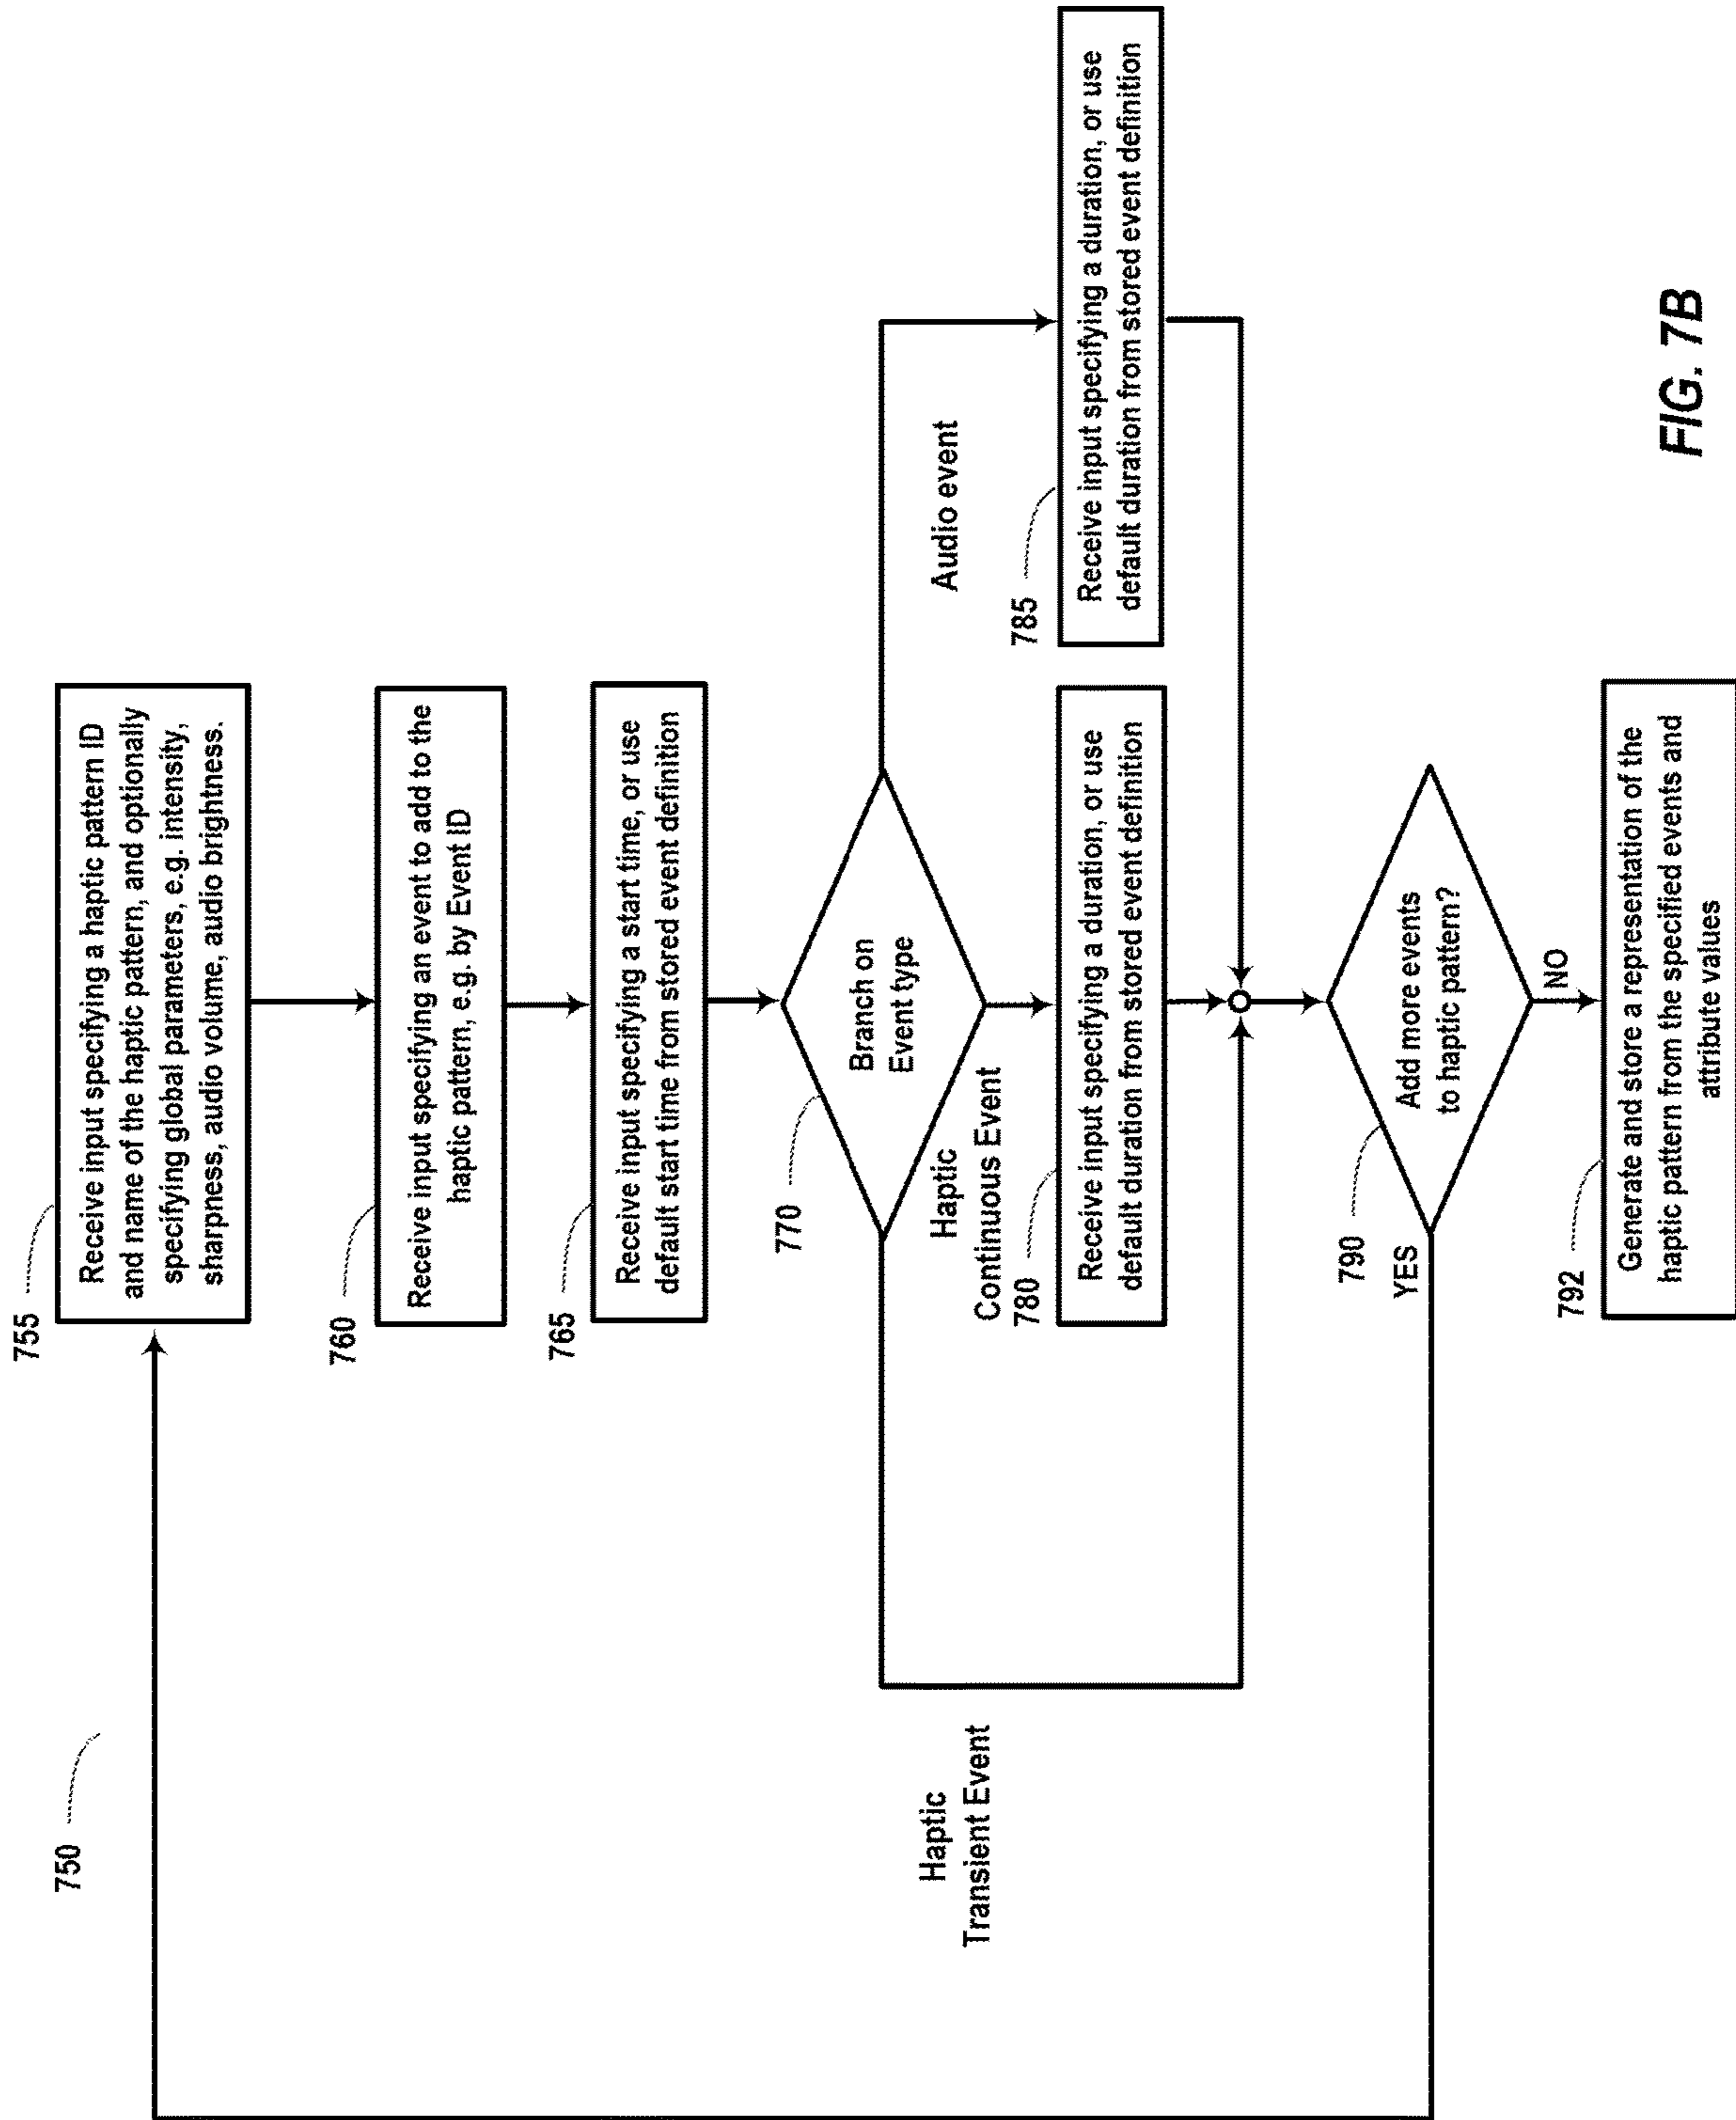 750
755
Receive input specifying a haptic pattern ID
and name of the haptic pattern, and optionally
specifying global parameters, e.g. intensity,
sharpness, audio volume, audio brightness.
760
Receive input specifying an event to add to the
haptic pattern, e.g. by Event ID
765
Receive input specifying a start time, or use
default start time from stored event definition
770
Branch on
Event type
Haptic
Transient Event
Haptic
Continuous Event
Audio event
780
Receive input specifying a duration, or use
default duration from stored event definition
785
Receive input specifying a duration, or use
default duration from stored event definition
790
Add more events
to haptic pattern?
YES
NO
792
Generate and store a representation of the
haptic pattern from the specified events and
attribute values
FIG. 7B